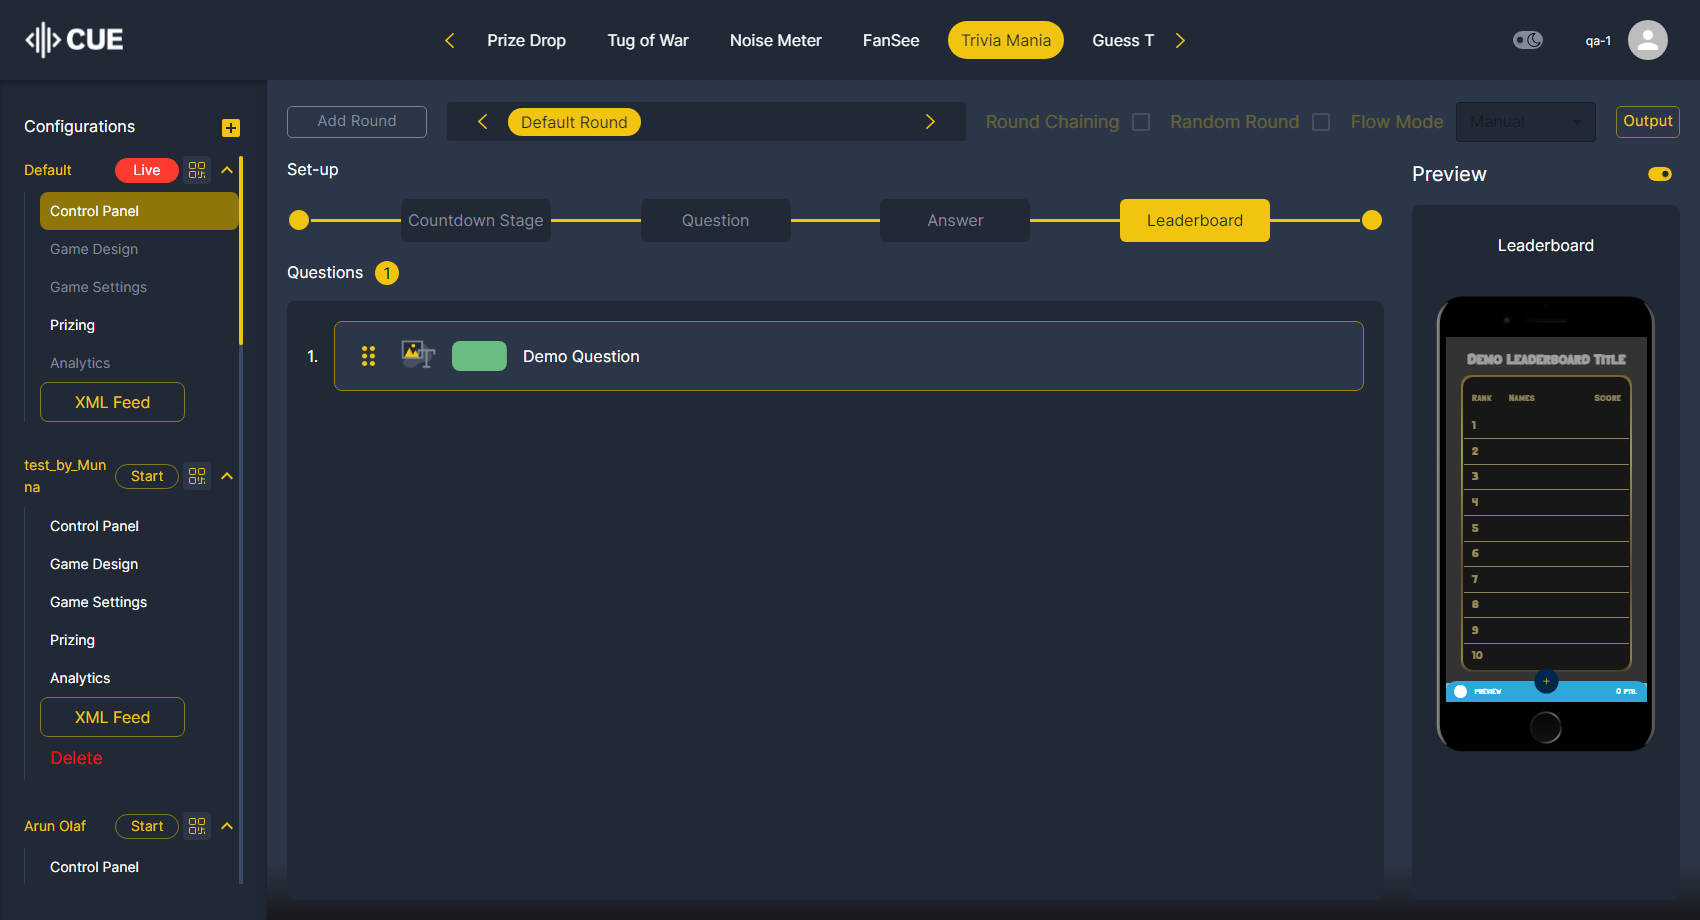 CUE
Prize Drop
Tug of War
Noise Meter
FanSee
Trivia Mania
Guess T
qa-1
Configurations
Default
Live
Control Panel
Game Design
Game Settings
Prizing
Analytics
XML Feed
test_by_Mun
na
Start
Control Panel
Game Design
Game Settings
Prizing
Analytics
XML Feed
Delete
Arun Olaf
Start
Control Panel
Add Round
Default Round
Round Chaining
Random Round
Flow Mode
Manual
Output
Set-up
Countdown Stage
Question
Answer
Leaderboard
Questions 1
1.
Demo Question
Preview
Leaderboard
Demo Leaderboard Title
Rank Names Score
1
2
3
4
5
6
7
8
9
10
+
PREVIEW
0 PTS.